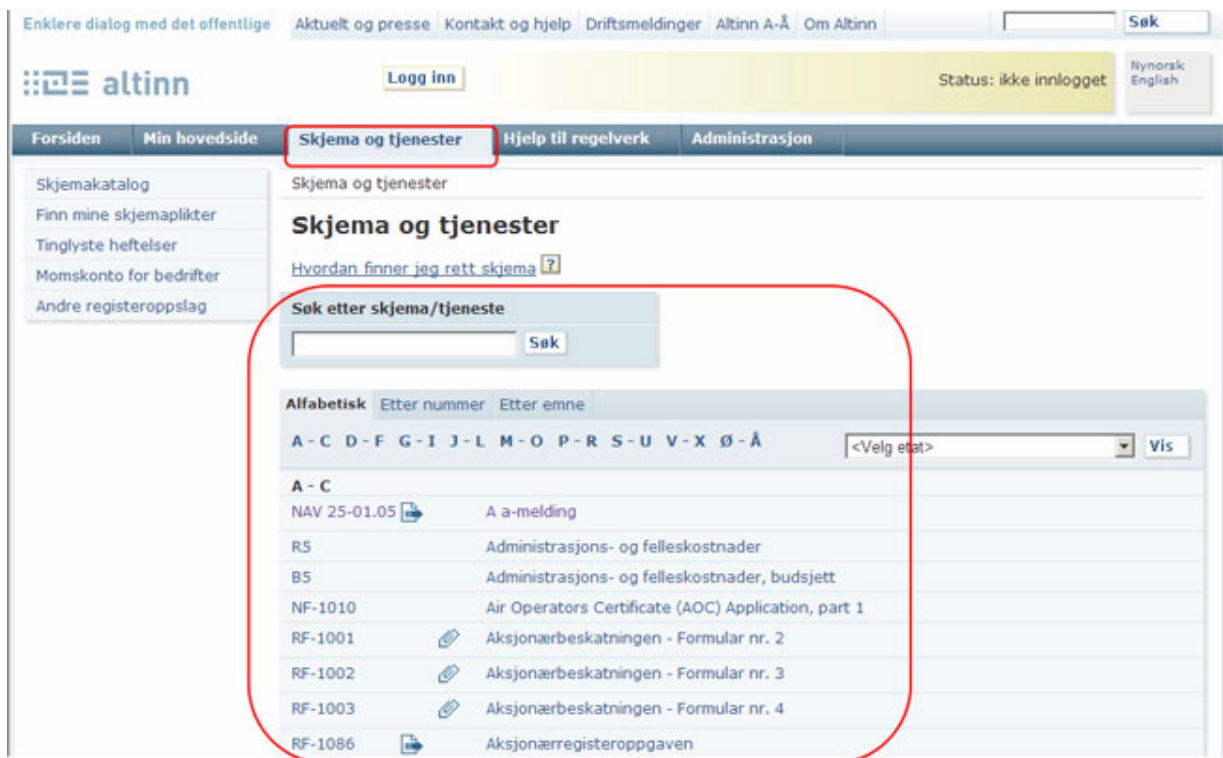 Enklere dialog med det offentlige Aktuelt og presse Kontakt og hjelp Driftsmeldinger Altinn A-Å Om Altinn Søk
altinn Logg inn Status: ikke innlogget Nynorsk
English
Forsiden Min hovedside Skjema og tjenester Hjelp til regelverk Administrasjon
Skjemakatalog
Finn mine skjemaplikter
Tinglyste heftelser
Momskonto for bedrifter
Andre registeroppslag
Skjema og tjenester
Skjema og tjenester
Hvordan finner jeg rett skjema ?
Søk etter skjema/tjeneste
Søk
Alfabetisk Etter nummer Etter emne
A - C D - F G - I J - L M - O P - R S - U V - X Ø - Å <Velg etat> Vis
A - C
NAV 25-01.05 A a-melding
R5 Administrasjons- og felleskostnader
B5 Administrasjons- og felleskostnader, budsjett
NF-1010 Air Operators Certificate (AOC) Application, part 1
RF-1001 Aksjonærbeskatningen - Formular nr. 2
RF-1002 Aksjonærbeskatningen - Formular nr. 3
RF-1003 Aksjonærbeskatningen - Formular nr. 4
RF-1086 Aksjonærregisteroppgaven